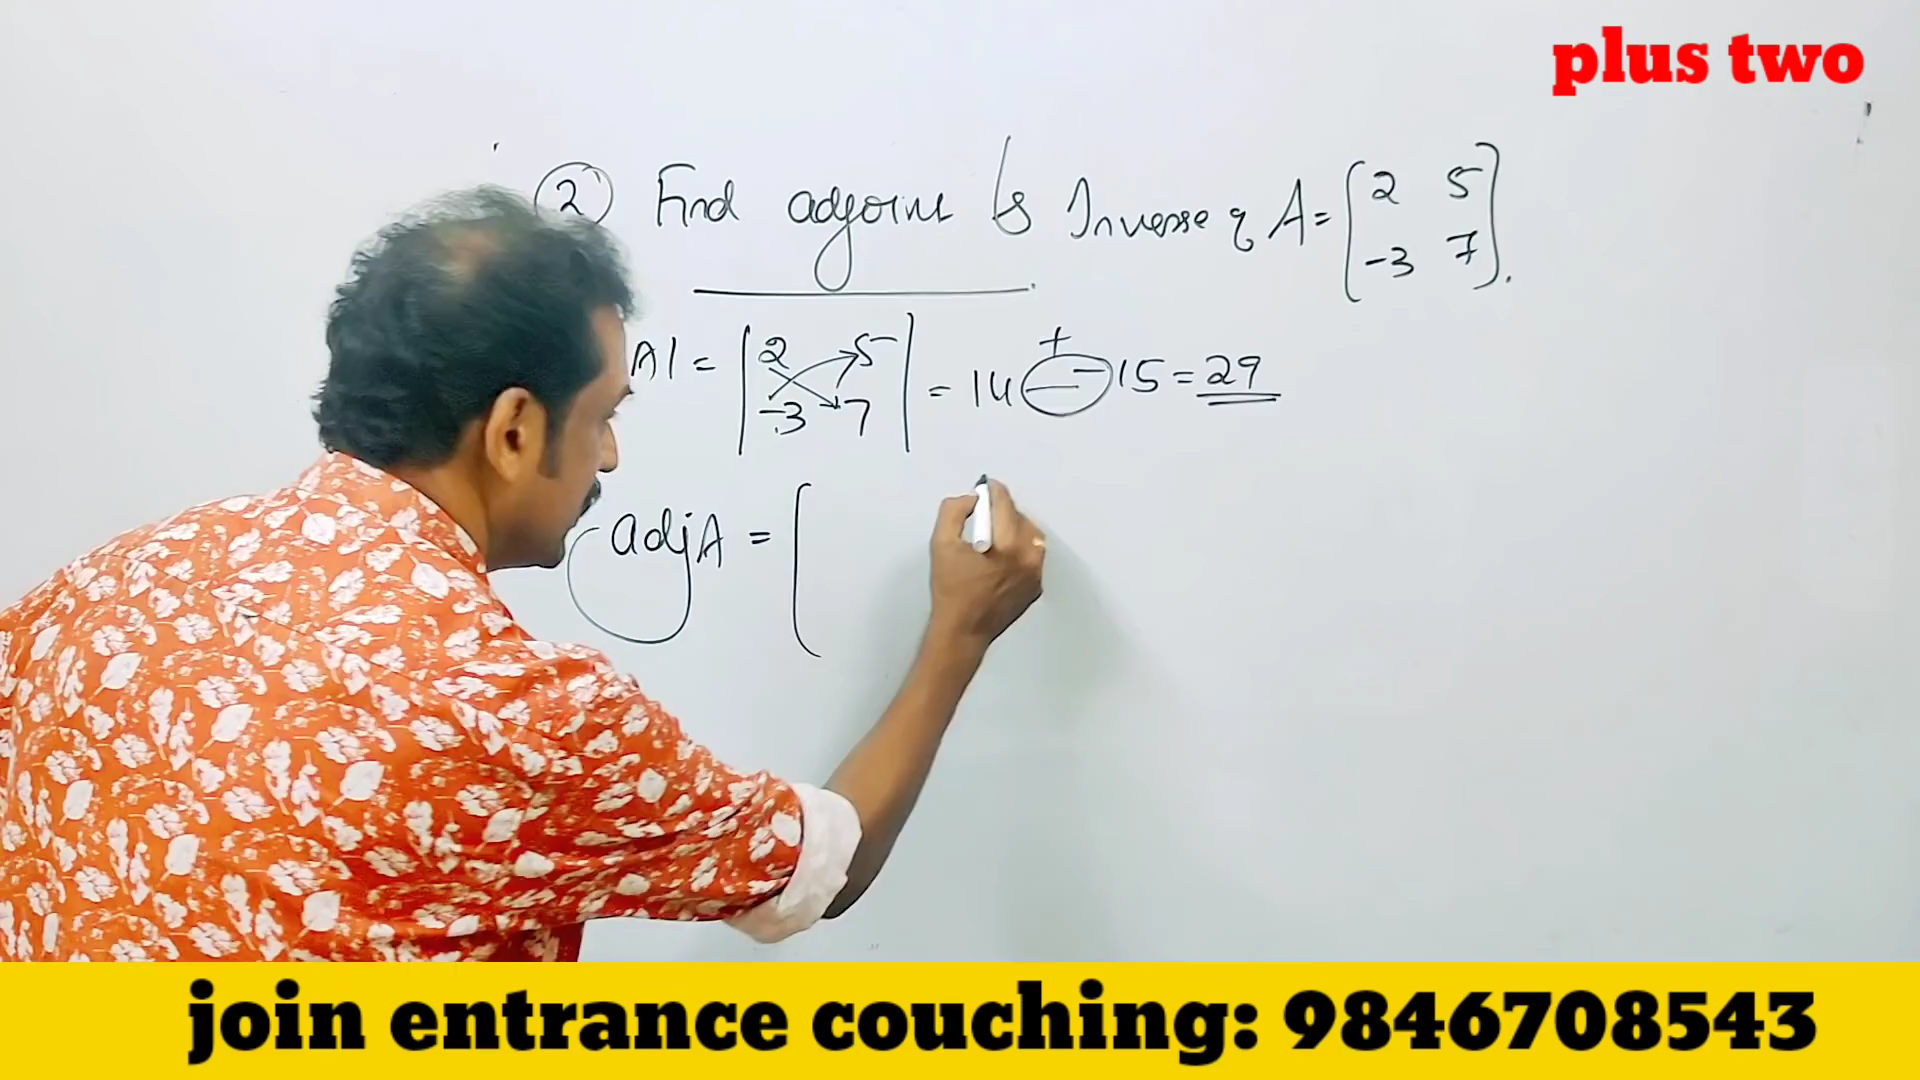 plus two
2 Find adjoint & Inverse of A = [2 5
-3 7].
A| = |2 5
-3 7| = 14 - -15 = 29
+
adjA = [
join entrance couching: 9846708543